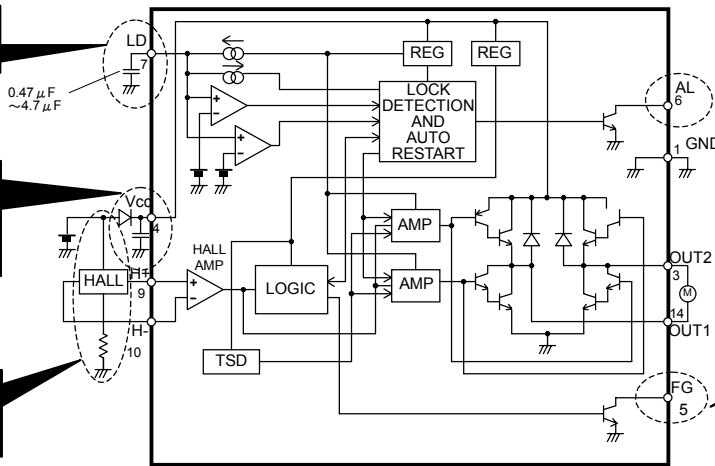 LD
7
0.47μF
～4.7μF
REG
REG
LOCK
DETECTION
AND
AUTO
RESTART
AL
6
1 GND
Vcc
4
HALL
H+
9
H-
10
HALL
AMP
LOGIC
TSD
AMP
AMP
OUT2
3
M
14
OUT1
FG
5